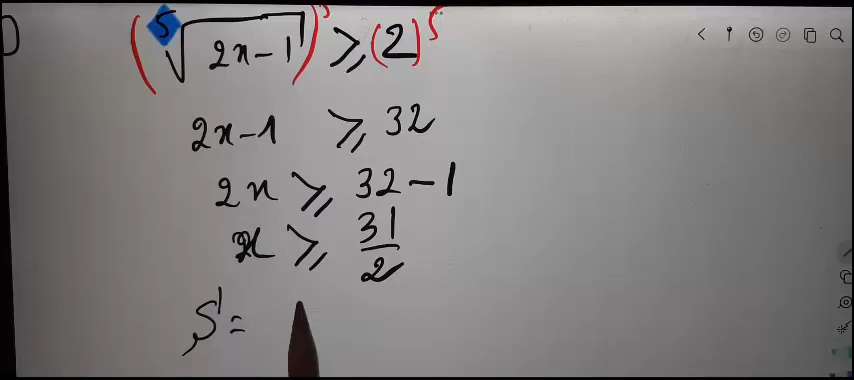 (⁵√(2x-1))⁵ ⩾ (2)⁵
2x-1 ⩾ 32
2x ⩾ 32-1
x ⩾ 31/2
S =